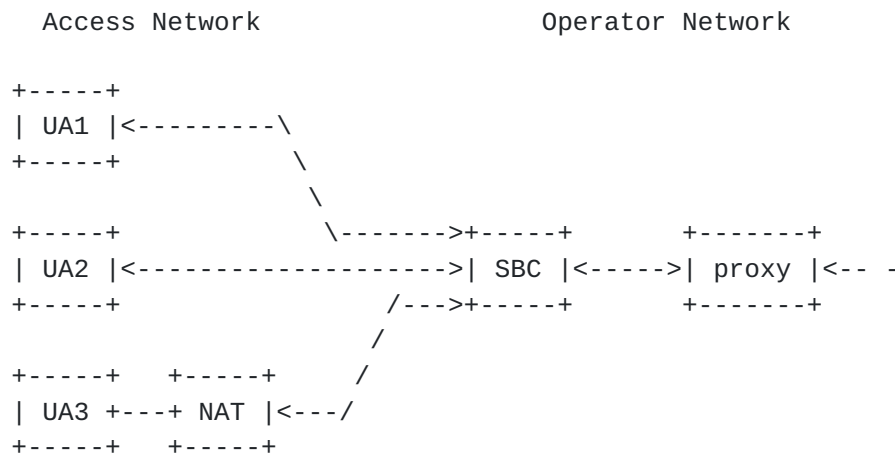 Access Network                  Operator Network

+-----+
| UA1 |<---------\
+-----+           \
                   \
+-----+             \------->+-----+       +-------+
| UA2 |<-------------------->| SBC |<----->| proxy |<-- -
+-----+                 /--->+-----+       +-------+
                       /
+-----+   +-----+     /
| UA3 +---+ NAT |<---/
+-----+   +-----+